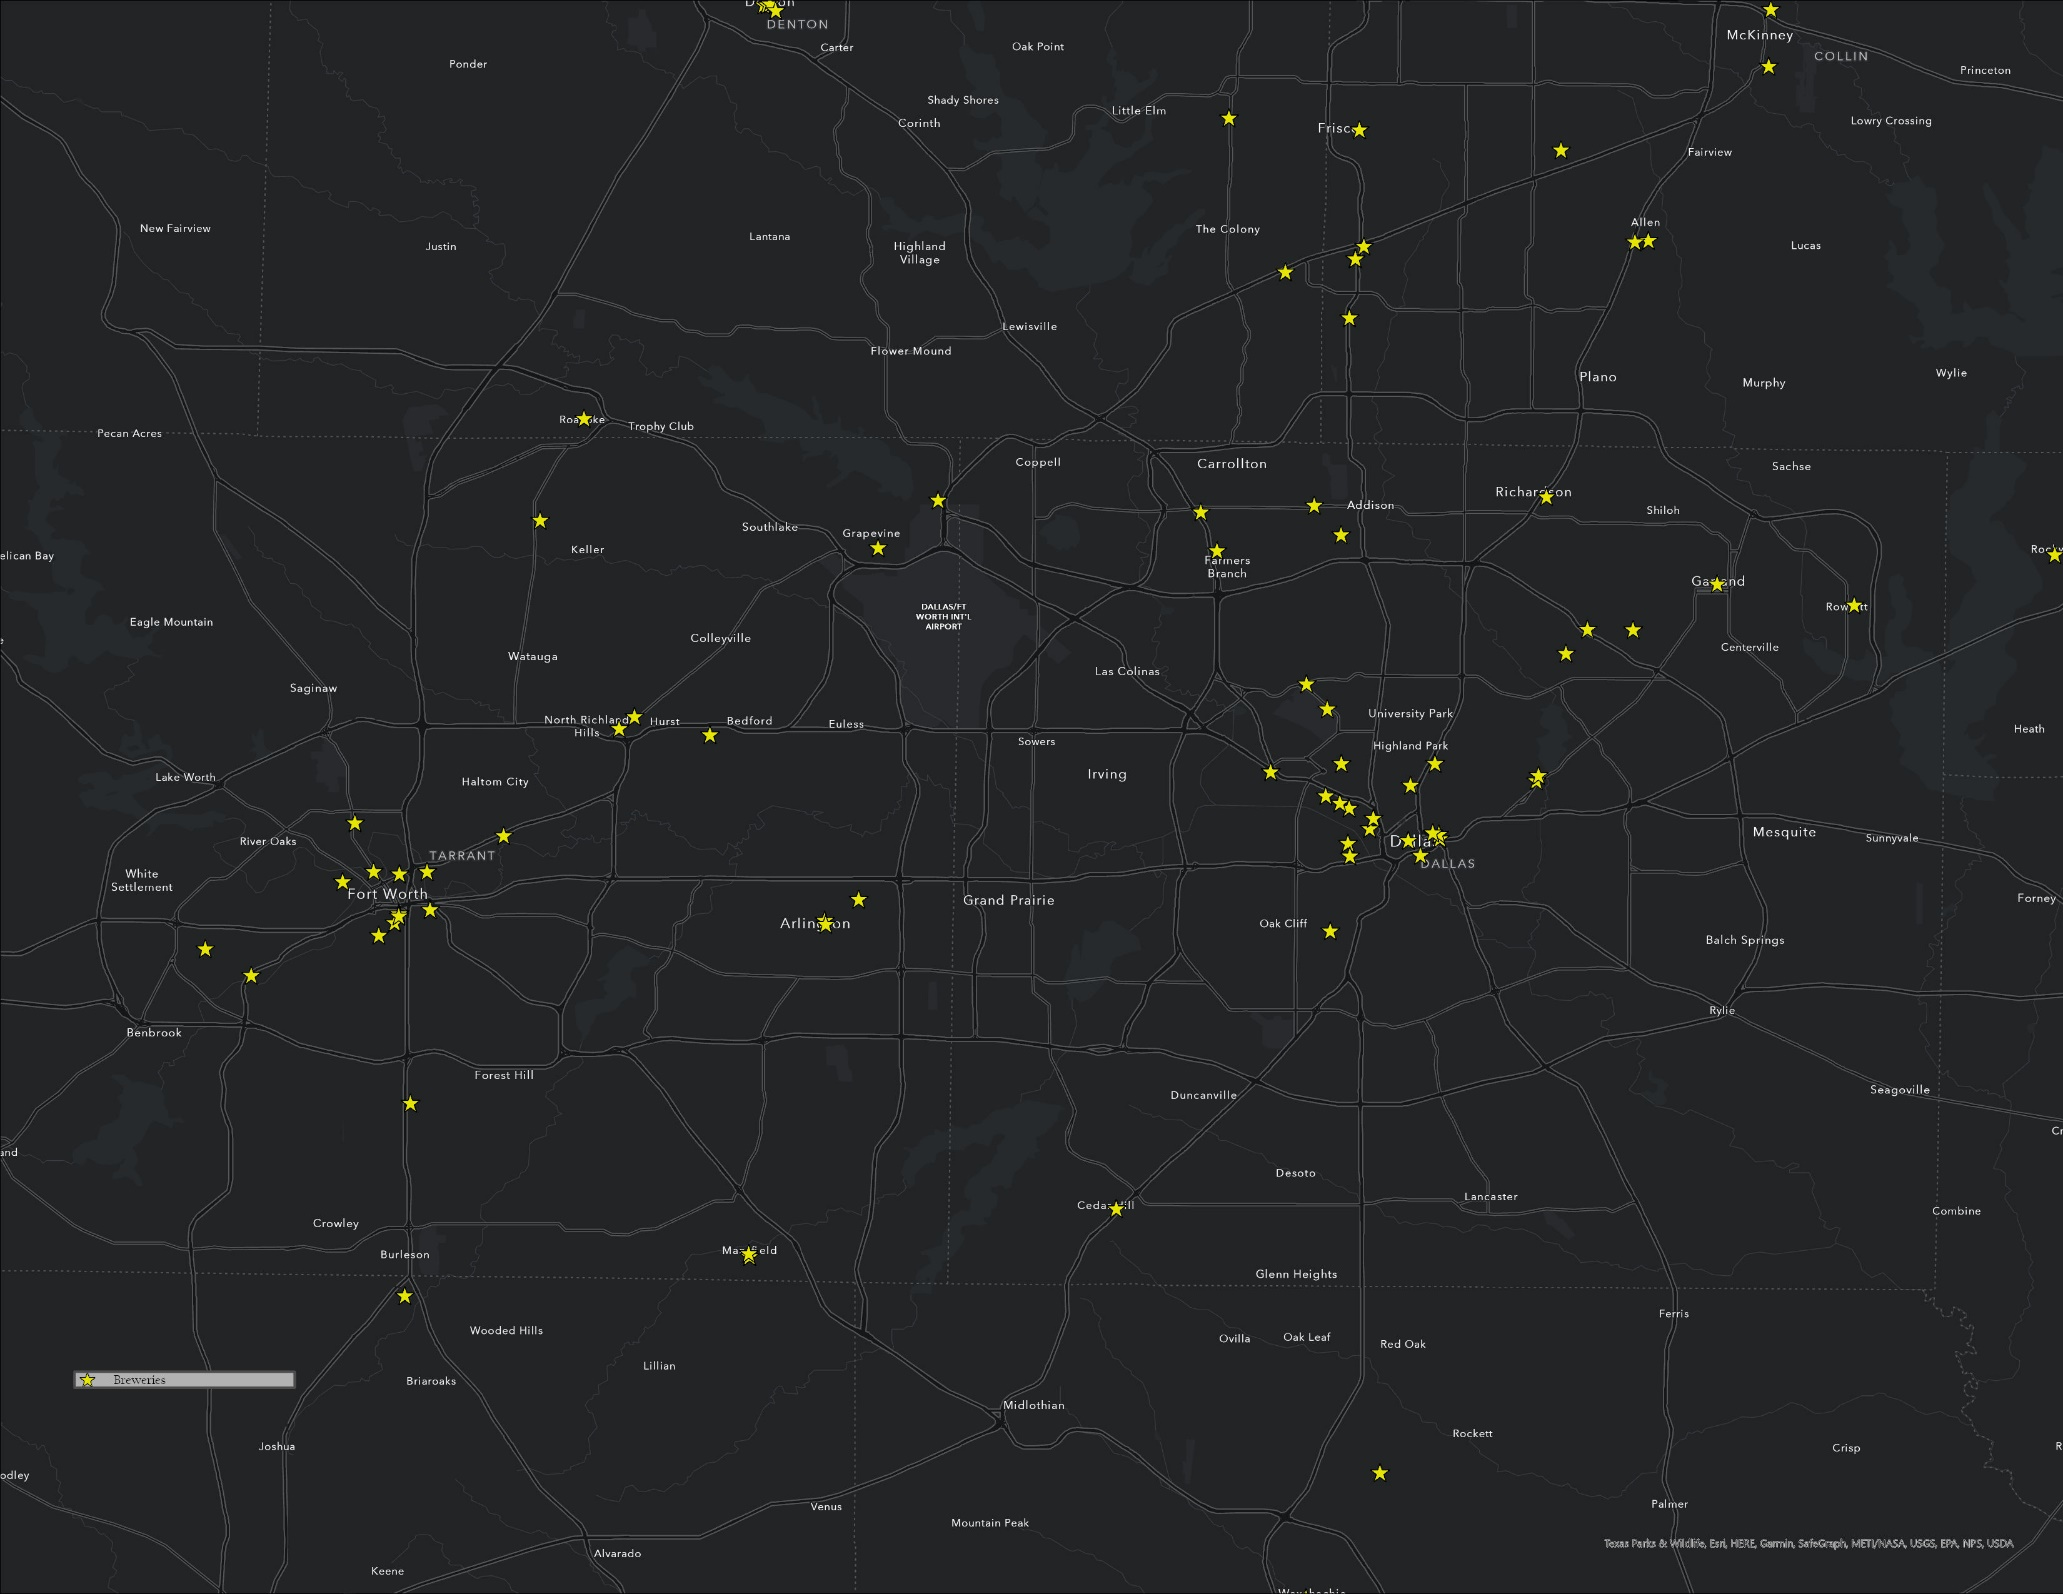 DENTON
McKinney
Carter
Oak Point
COLLIN
Ponder
Princeton
Shady Shores
Little Elm
Corinth
Lowry Crossing
Fairview
New Fairview
Justin
Lantana
Highland
Village
The Colony
Allen
Lucas
Lewisville
Flower Mound
Plano
Murphy
Wylie
Trophy Club
Pecan Acres
Coppell
Carrollton
Sachse
Addison
Shiloh
Southlake
Grapevine
Keller
elican Bay
Farmers
Branch
DALLAS/FT
WORTH INT'L
AIRPORT
Eagle Mountain
Colleyville
Watauga
Centerville
Las Colinas
Saginaw
North Richland
Hills
Hurst
Bedford
Euless
University Park
Sowers
Highland Park
Heath
Irving
Lake Worth
Haltom City
Mesquite
Sunnyvale
River Oaks
TARRANT
DALLAS
White
Settlement
Fort Worth
Grand Prairie
Forney
Oak Cliff
Balch Springs
Rylie
Benbrook
Forest Hill
Duncanville
Seagoville
Cr
and
Desoto
Lancaster
Combine
Crowley
Burleson
Glenn Heights
Ferris
Wooded Hills
Ovilla
Oak Leaf
Red Oak
Lillian
Breweries
Briaroaks
Midlothian
Rockett
Joshua
Crisp
R
odley
Venus
Palmer
Mountain Peak
Texas Parks & Wildlife, Esri, HERE, Garmin, SafeGraph, METI/NASA, USGS, EPA, NPS, USDA
Alvarado
Keene